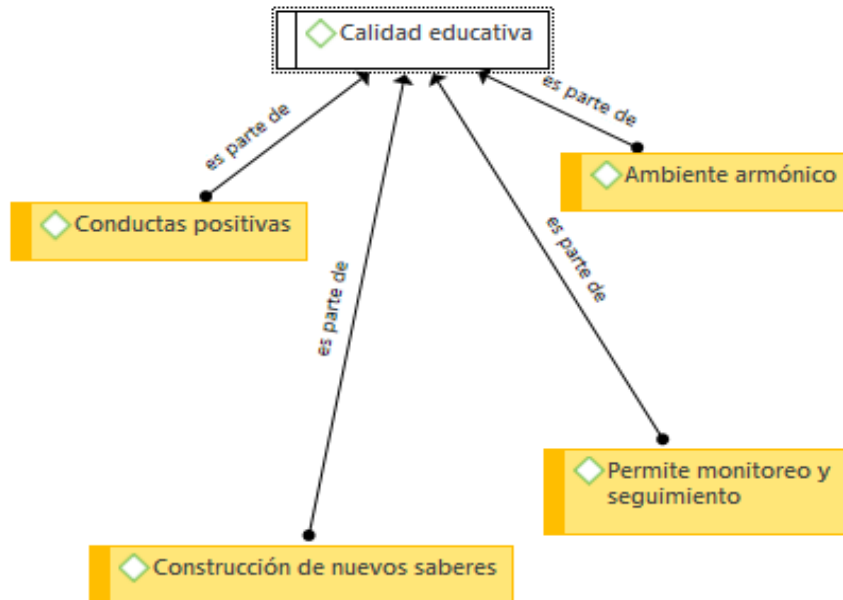 Calidad educativa
es parte de
es parte de
Ambiente armónico
Conductas positivas
es parte de
es parte de
Permite monitoreo y
seguimiento
Construcción de nuevos saberes